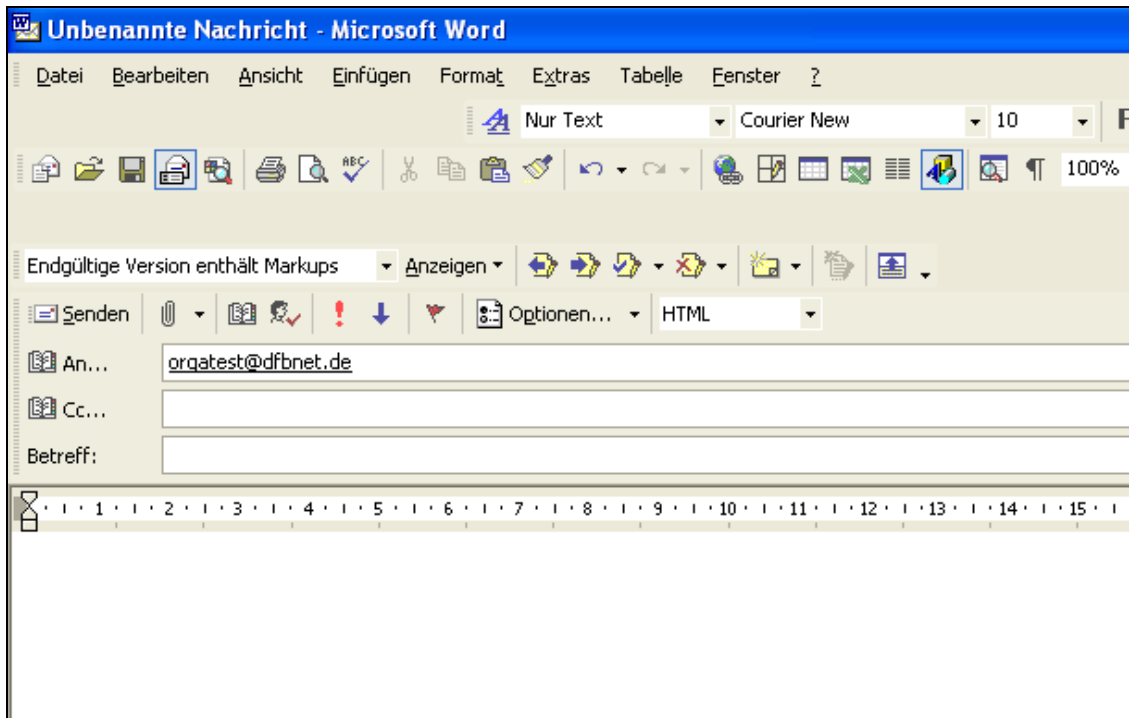 Unbenannte Nachricht - Microsoft Word
Datei Bearbeiten Ansicht Einfügen Format Extras Tabelle Fenster ?
Nur Text Courier New 10 F
ABC ¶ 100%
Endgültige Version enthält Markups Anzeigen
Senden Optionen... HTML
An... orgatest@dfbnet.de
Cc...
Betreff:
1 2 3 4 5 6 7 8 9 10 11 12 13 14 15